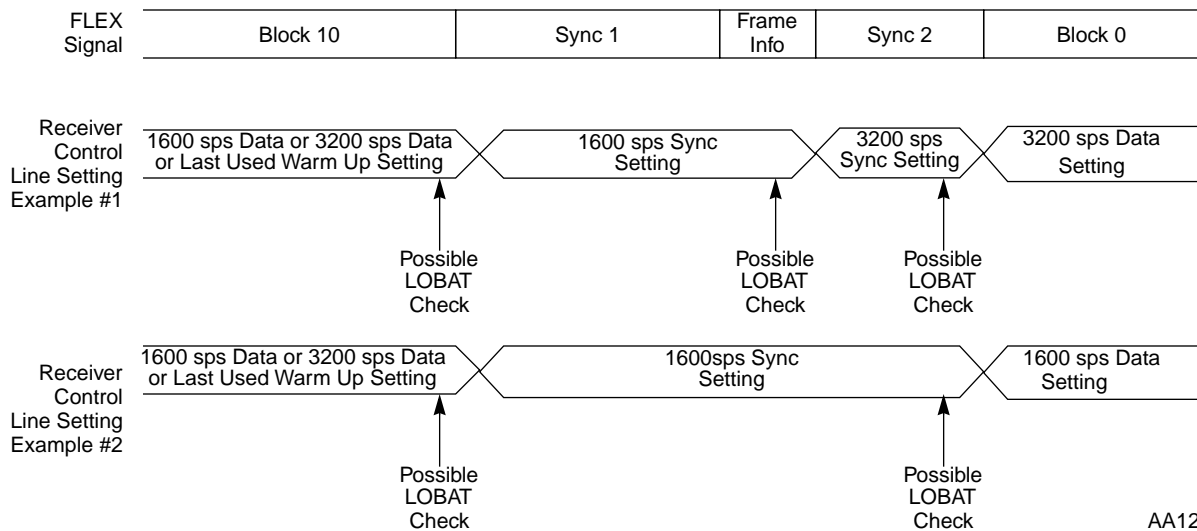 FLEX
Signal
Block 10
Sync 1
Frame
Info
Sync 2
Block 0
Receiver
Control
Line Setting
Example #1
1600 sps Data or 3200 sps Data
or Last Used Warm Up Setting
1600 sps Sync
Setting
3200 sps
Sync Setting
3200 sps Data
Setting
Possible
LOBAT
Check
Possible
LOBAT
Check
Possible
LOBAT
Check
Receiver
Control
Line Setting
Example #2
1600 sps Data or 3200 sps Data
or Last Used Warm Up Setting
1600sps Sync
Setting
1600 sps Data
Setting
Possible
LOBAT
Check
Possible
LOBAT
Check
AA12